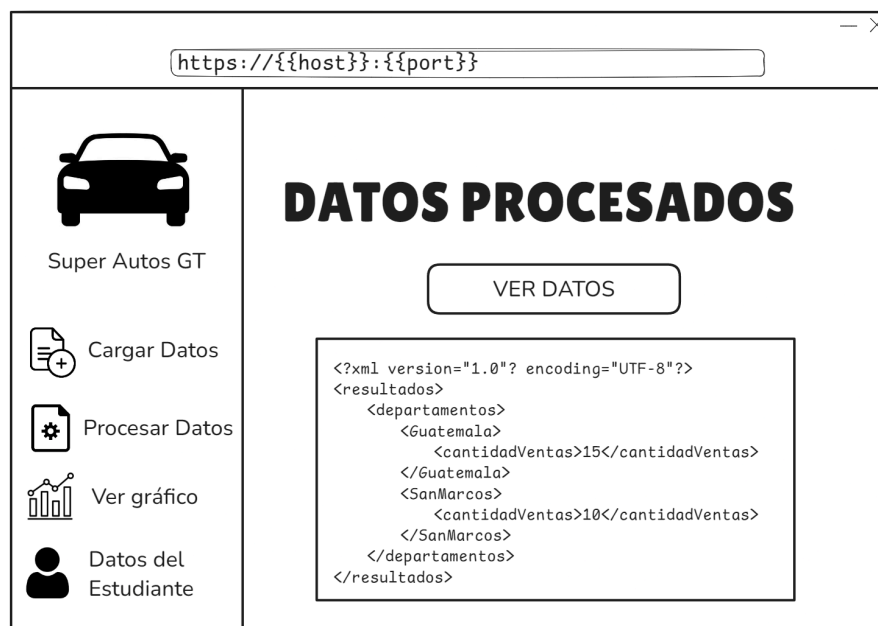 https://{{host}}:{{port}}
Super Autos GT
Cargar Datos
Procesar Datos
Ver gráfico
Datos del
Estudiante
DATOS PROCESADOS
VER DATOS
<?xml version="1.0"? encoding="UTF-8"?>
<resultados>
    <departamentos>
        <Guatemala>
            <cantidadVentas>15</cantidadVentas>
        </Guatemala>
        <SanMarcos>
            <cantidadVentas>10</cantidadVentas>
        </SanMarcos>
    </departamentos>
</resultados>